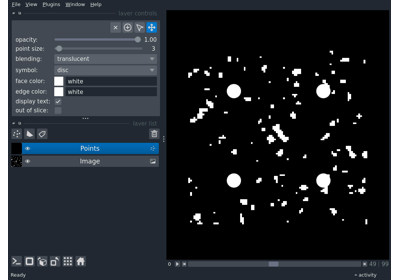 File View Plugins Window Help
layer controls
opacity: 1.00
point size: 3
blending: translucent
symbol: disc
face color: white
edge color: white
display text:
out of slice:
layer list
Points
Image
Ready
49 99
activity